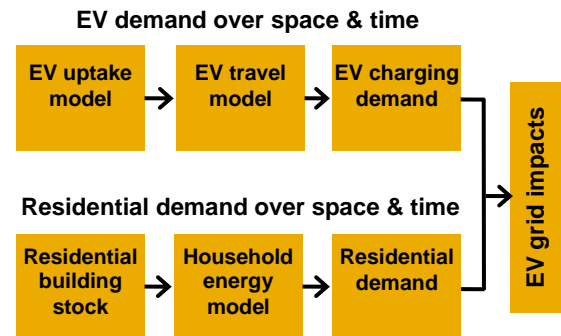 EV demand over space & time
EV uptake
model
EV travel
model
EV charging
demand
EV grid impacts
Residential demand over space & time
Residential
building
stock
Household
energy
model
Residential
demand